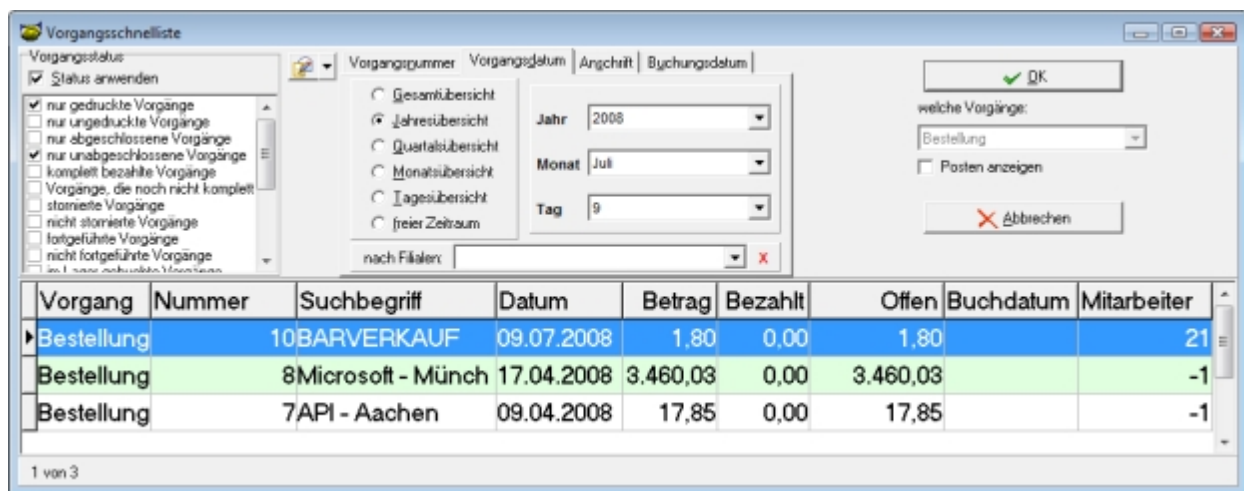 Vorgangsschnelliste
Vorgangsstatus
Status anwenden
nur gedruckte Vorgänge
nur ungedruckte Vorgänge
nur abgeschlossene Vorgänge
nur unabgeschlossene Vorgänge
komplett bezahlte Vorgänge
Vorgänge, die noch nicht komplett
stornierte Vorgänge
nicht stornierte Vorgänge
fortgeführte Vorgänge
nicht fortgeführte Vorgänge
im Lager gebuchte Vorgänge
Vorgangsnummer Vorgangsdatum Anschrift Buchungsdatum
Gesamtübersicht
Jahresübersicht
Quartalsübersicht
Monatsübersicht
Tagesübersicht
freier Zeitraum
Jahr 2008
Monat Juli
Tag 9
nach Filialen: X
OK
welche Vorgänge:
Bestellung
Posten anzeigen
Abbrechen
Vorgang Nummer Suchbegriff Datum Betrag Bezahlt Offen Buchdatum Mitarbeiter
Bestellung 10 BARVERKAUF 09.07.2008 1,80 0,00 1,80 21
Bestellung 8 Microsoft - Münch 17.04.2008 3.460,03 0,00 3.460,03 -1
Bestellung 7 API - Aachen 09.04.2008 17,85 0,00 17,85 -1
1 von 3